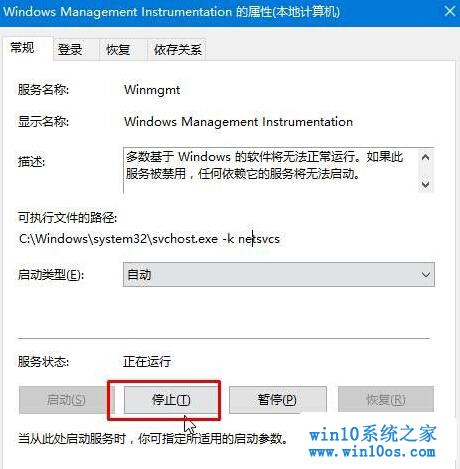 Windows Management Instrumentation 的属性(本地计算机)
常规 登录 恢复 依存关系
服务名称: Winmgmt
显示名称: Windows Management Instrumentation
描述: 多数基于 Windows 的软件将无法正常运行。如果此
服务被禁用，任何依赖它的服务将无法启动。
可执行文件的路径:
C:\Windows\system32\svchost.exe -k netsvcs
启动类型(E): 自动
服务状态: 正在运行
启动(S) 停止(T) 暂停(P) 恢复(R)
当从此处启动服务时，你可指定所适用的启动参数。
win10系统之家
www.win10os.com